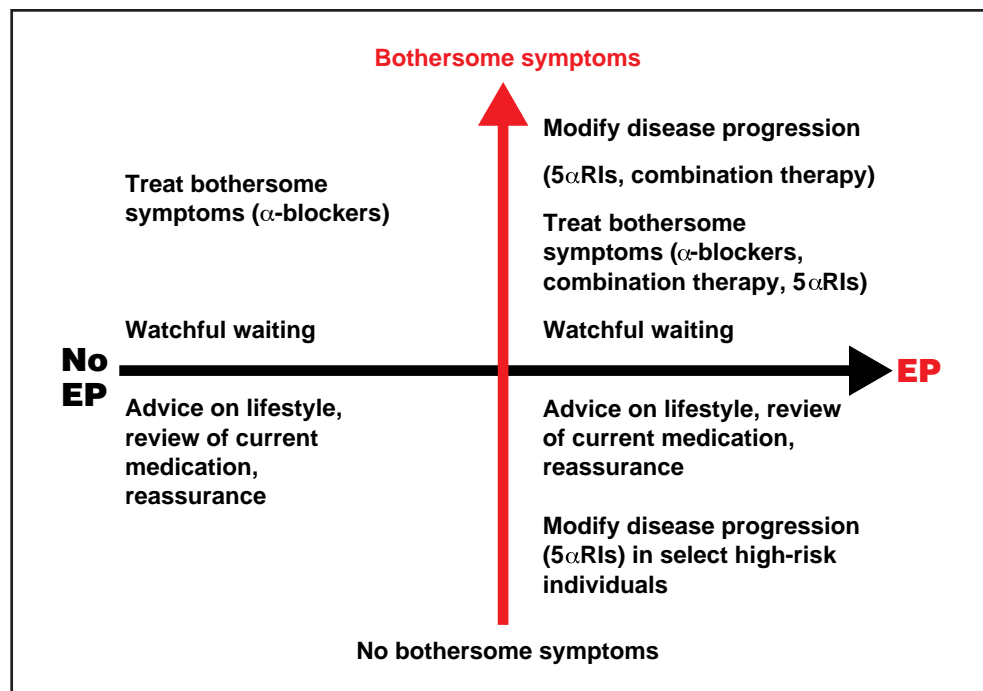 Bothersome symptoms
Treat bothersome
symptoms (α-blockers)
Modify disease progression
(5αRIs, combination therapy)
Treat bothersome
symptoms (α-blockers,
combination therapy, 5αRIs)
Watchful waiting
Watchful waiting
No
EP
EP
Advice on lifestyle,
review of current
medication,
reassurance
Advice on lifestyle, review
of current medication,
reassurance
Modify disease progression
(5αRIs) in select high-risk
individuals
No bothersome symptoms